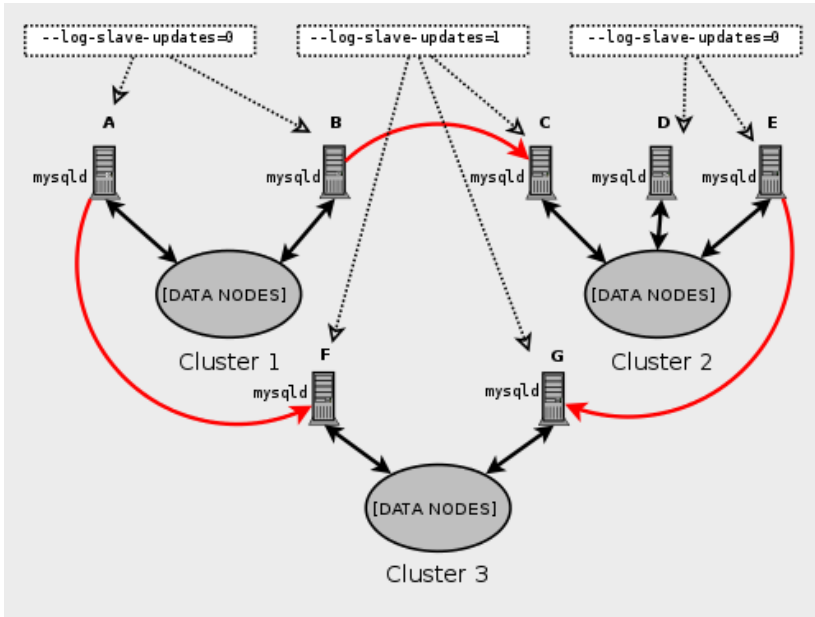 --log-slave-updates=0
--log-slave-updates=1
--log-slave-updates=0
A
B
C
D
E
mysqld
mysqld
mysqld
mysqld
mysqld
[DATA NODES]
[DATA NODES]
Cluster 1
Cluster 2
F
G
mysqld
mysqld
[DATA NODES]
Cluster 3